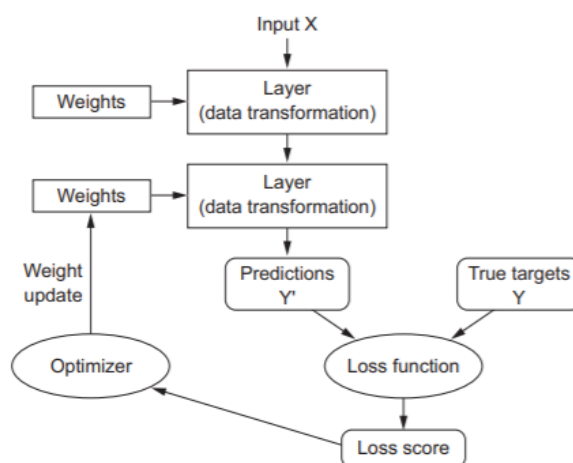 Input X
Weights
Layer
(data transformation)
Weights
Layer
(data transformation)
Weight
update
Predictions
Y'
True targets
Y
Optimizer
Loss function
Loss score